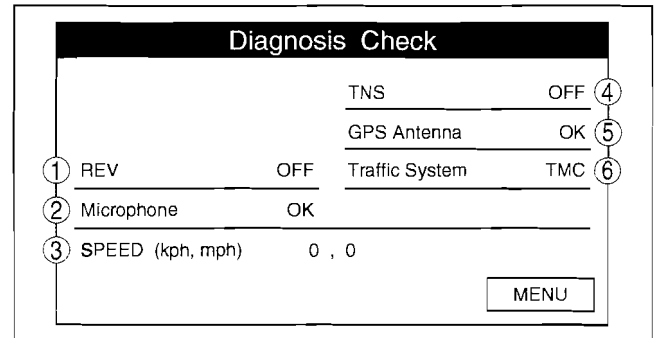 Diagnosis Check
TNS OFF ④
GPS Antenna OK ⑤
① REV OFF Traffic System TMC ⑥
② Microphone OK
③ SPEED (kph, mph) 0 , 0
MENU